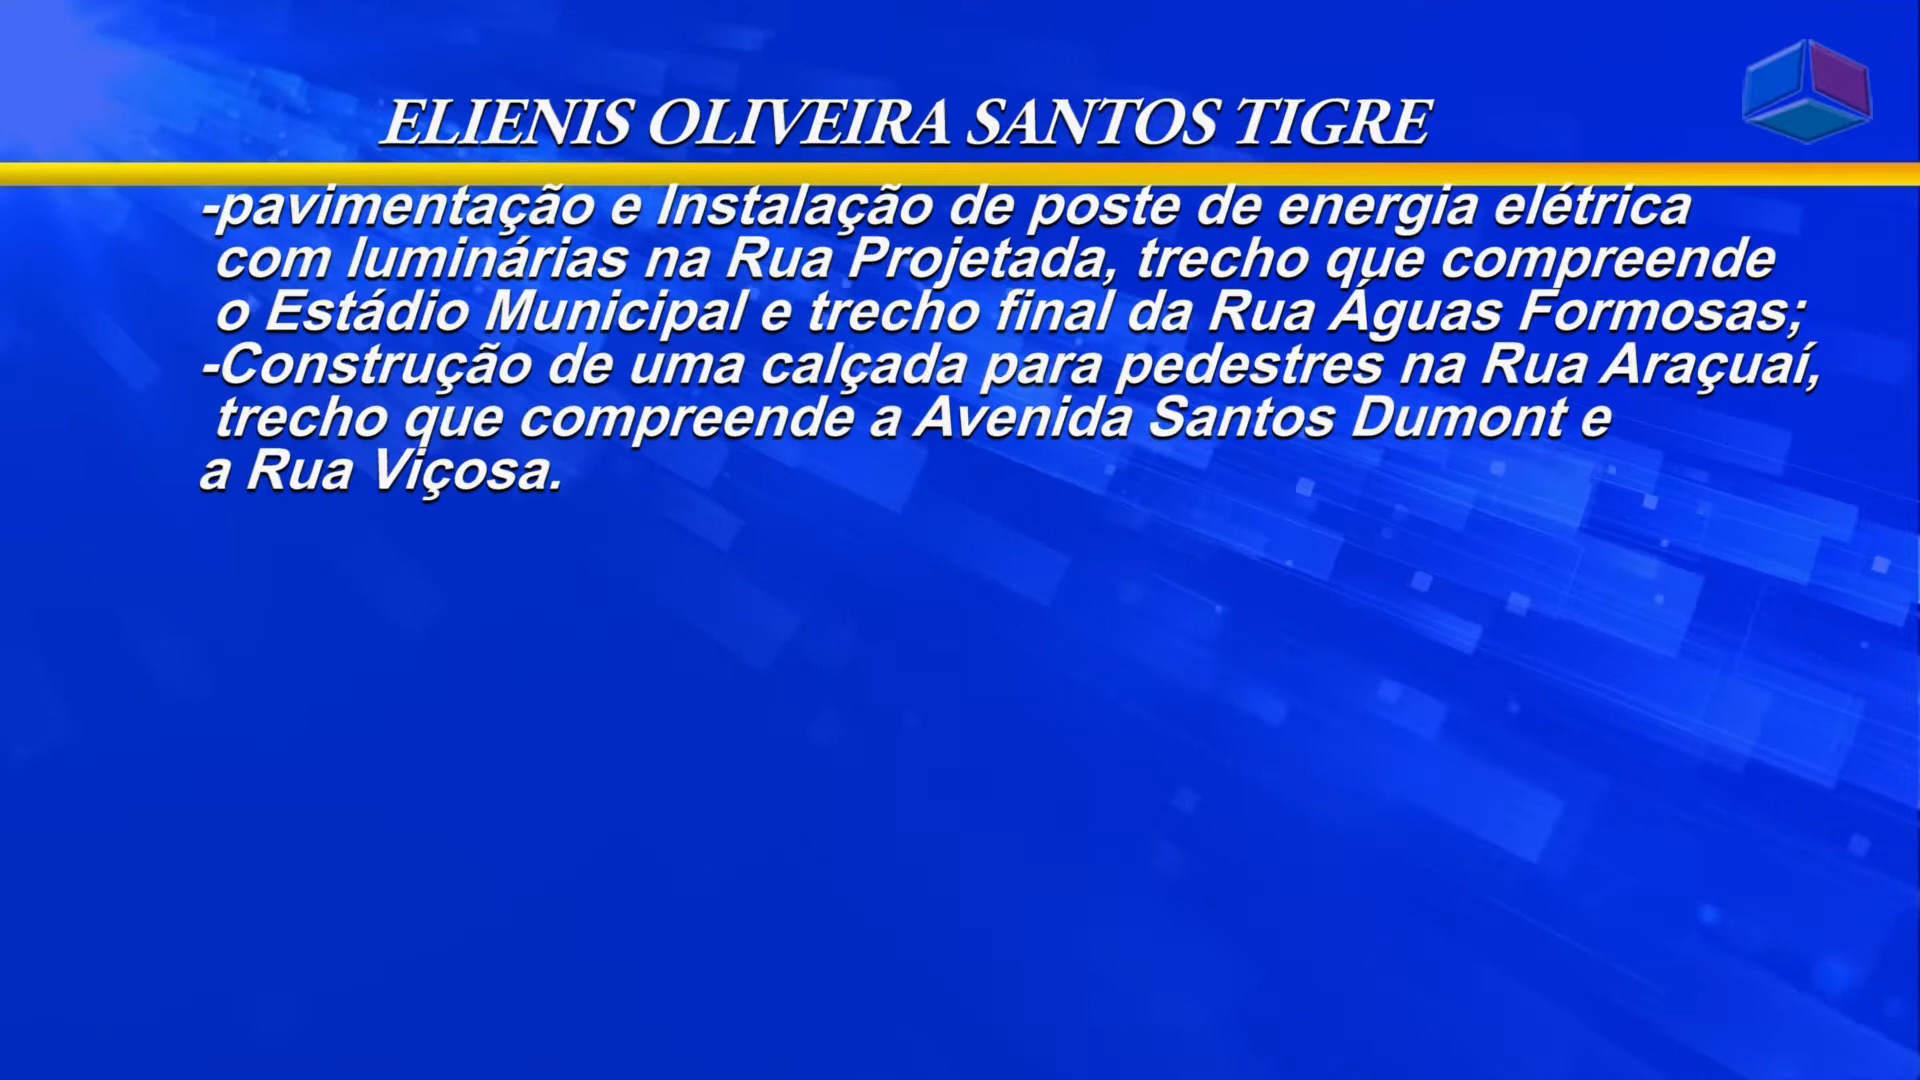 ELIENIS OLIVEIRA SANTOS TIGRE
-pavimentação e Instalação de poste de energia elétrica
com luminárias na Rua Projetada, trecho que compreende
o Estádio Municipal e trecho final da Rua Águas Formosas;
-Construção de uma calçada para pedestres na Rua Araçuaí,
trecho que compreende a Avenida Santos Dumont e
a Rua Viçosa.